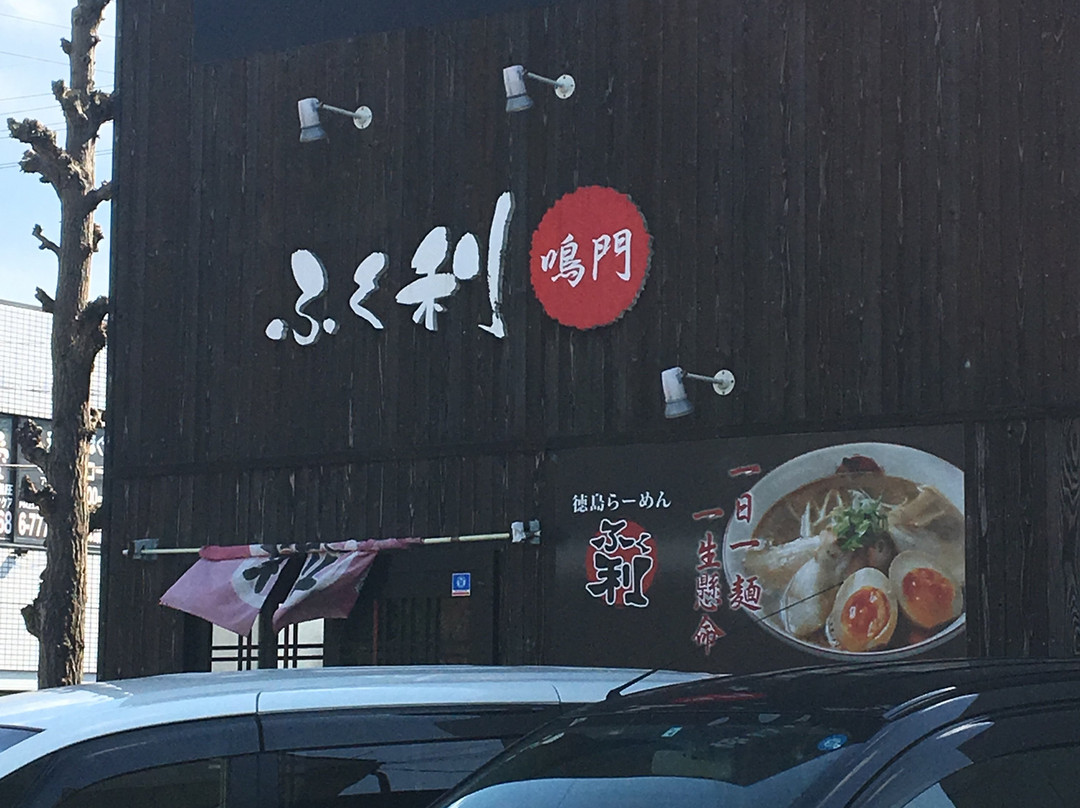 ふく利
鳴門
徳島らーめん
ふく利
一日一麺
一生懸命